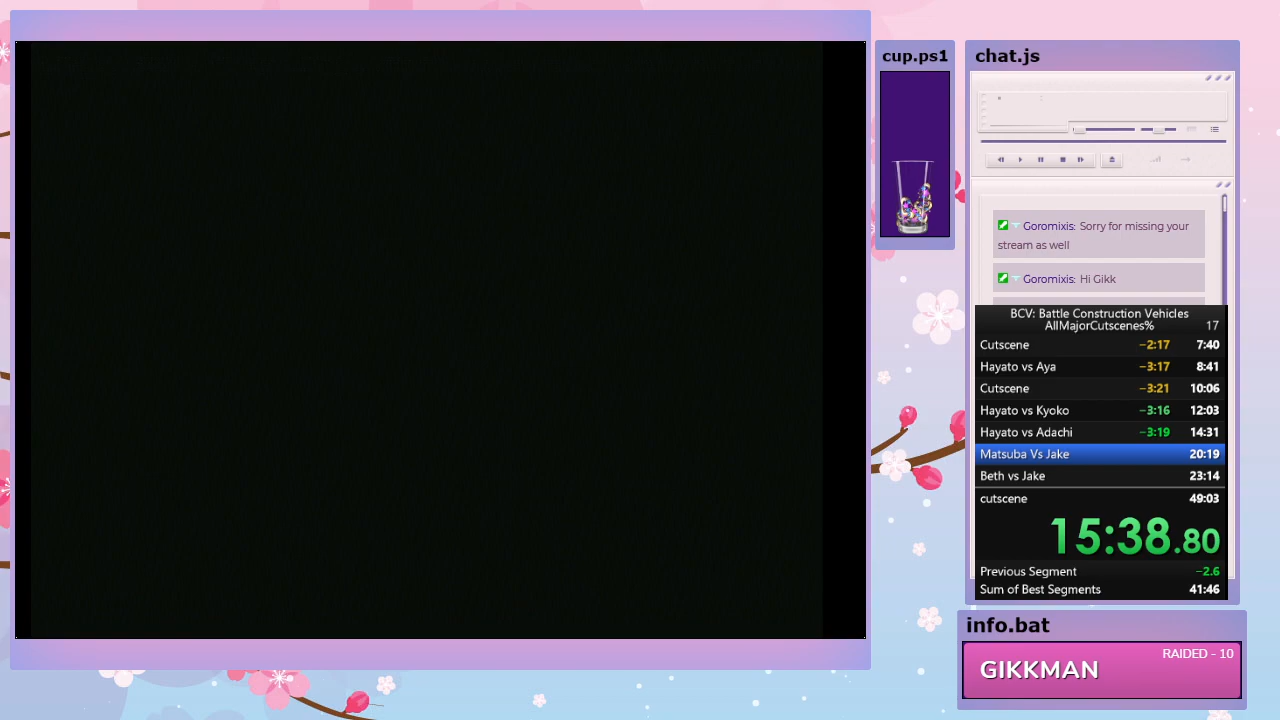 cup.ps1
chat.js
Goromixis: Sorry for missing your
stream as well
Goromixis: Hi Gikk
BCV: Battle Construction Vehicles
AllMajorCutscenes% 17
Cutscene −2:17 7:40
Hayato vs Aya −3:17 8:41
Cutscene −3:21 10:06
Hayato vs Kyoko −3:16 12:03
Hayato vs Adachi −3:19 14:31
Matsuba Vs Jake 20:19
Beth vs Jake 23:14
cutscene 49:03
15:38.80
Previous Segment −2.6
Sum of Best Segments 41:46
info.bat
RAIDED - 10
GIKKMAN